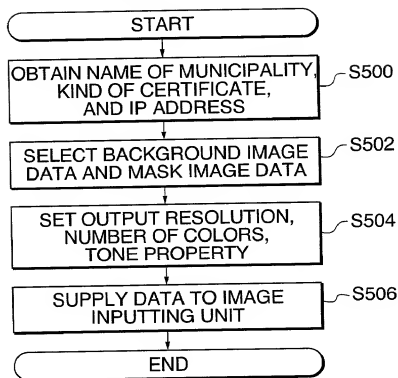 START
OBTAIN NAME OF MUNICIPALITY,
KIND OF CERTIFICATE,
AND IP ADDRESS
S500
SELECT BACKGROUND IMAGE
DATA AND MASK IMAGE DATA
S502
SET OUTPUT RESOLUTION,
NUMBER OF COLORS,
TONE PROPERTY
S504
SUPPLY DATA TO IMAGE
INPUTTING UNIT
S506
END